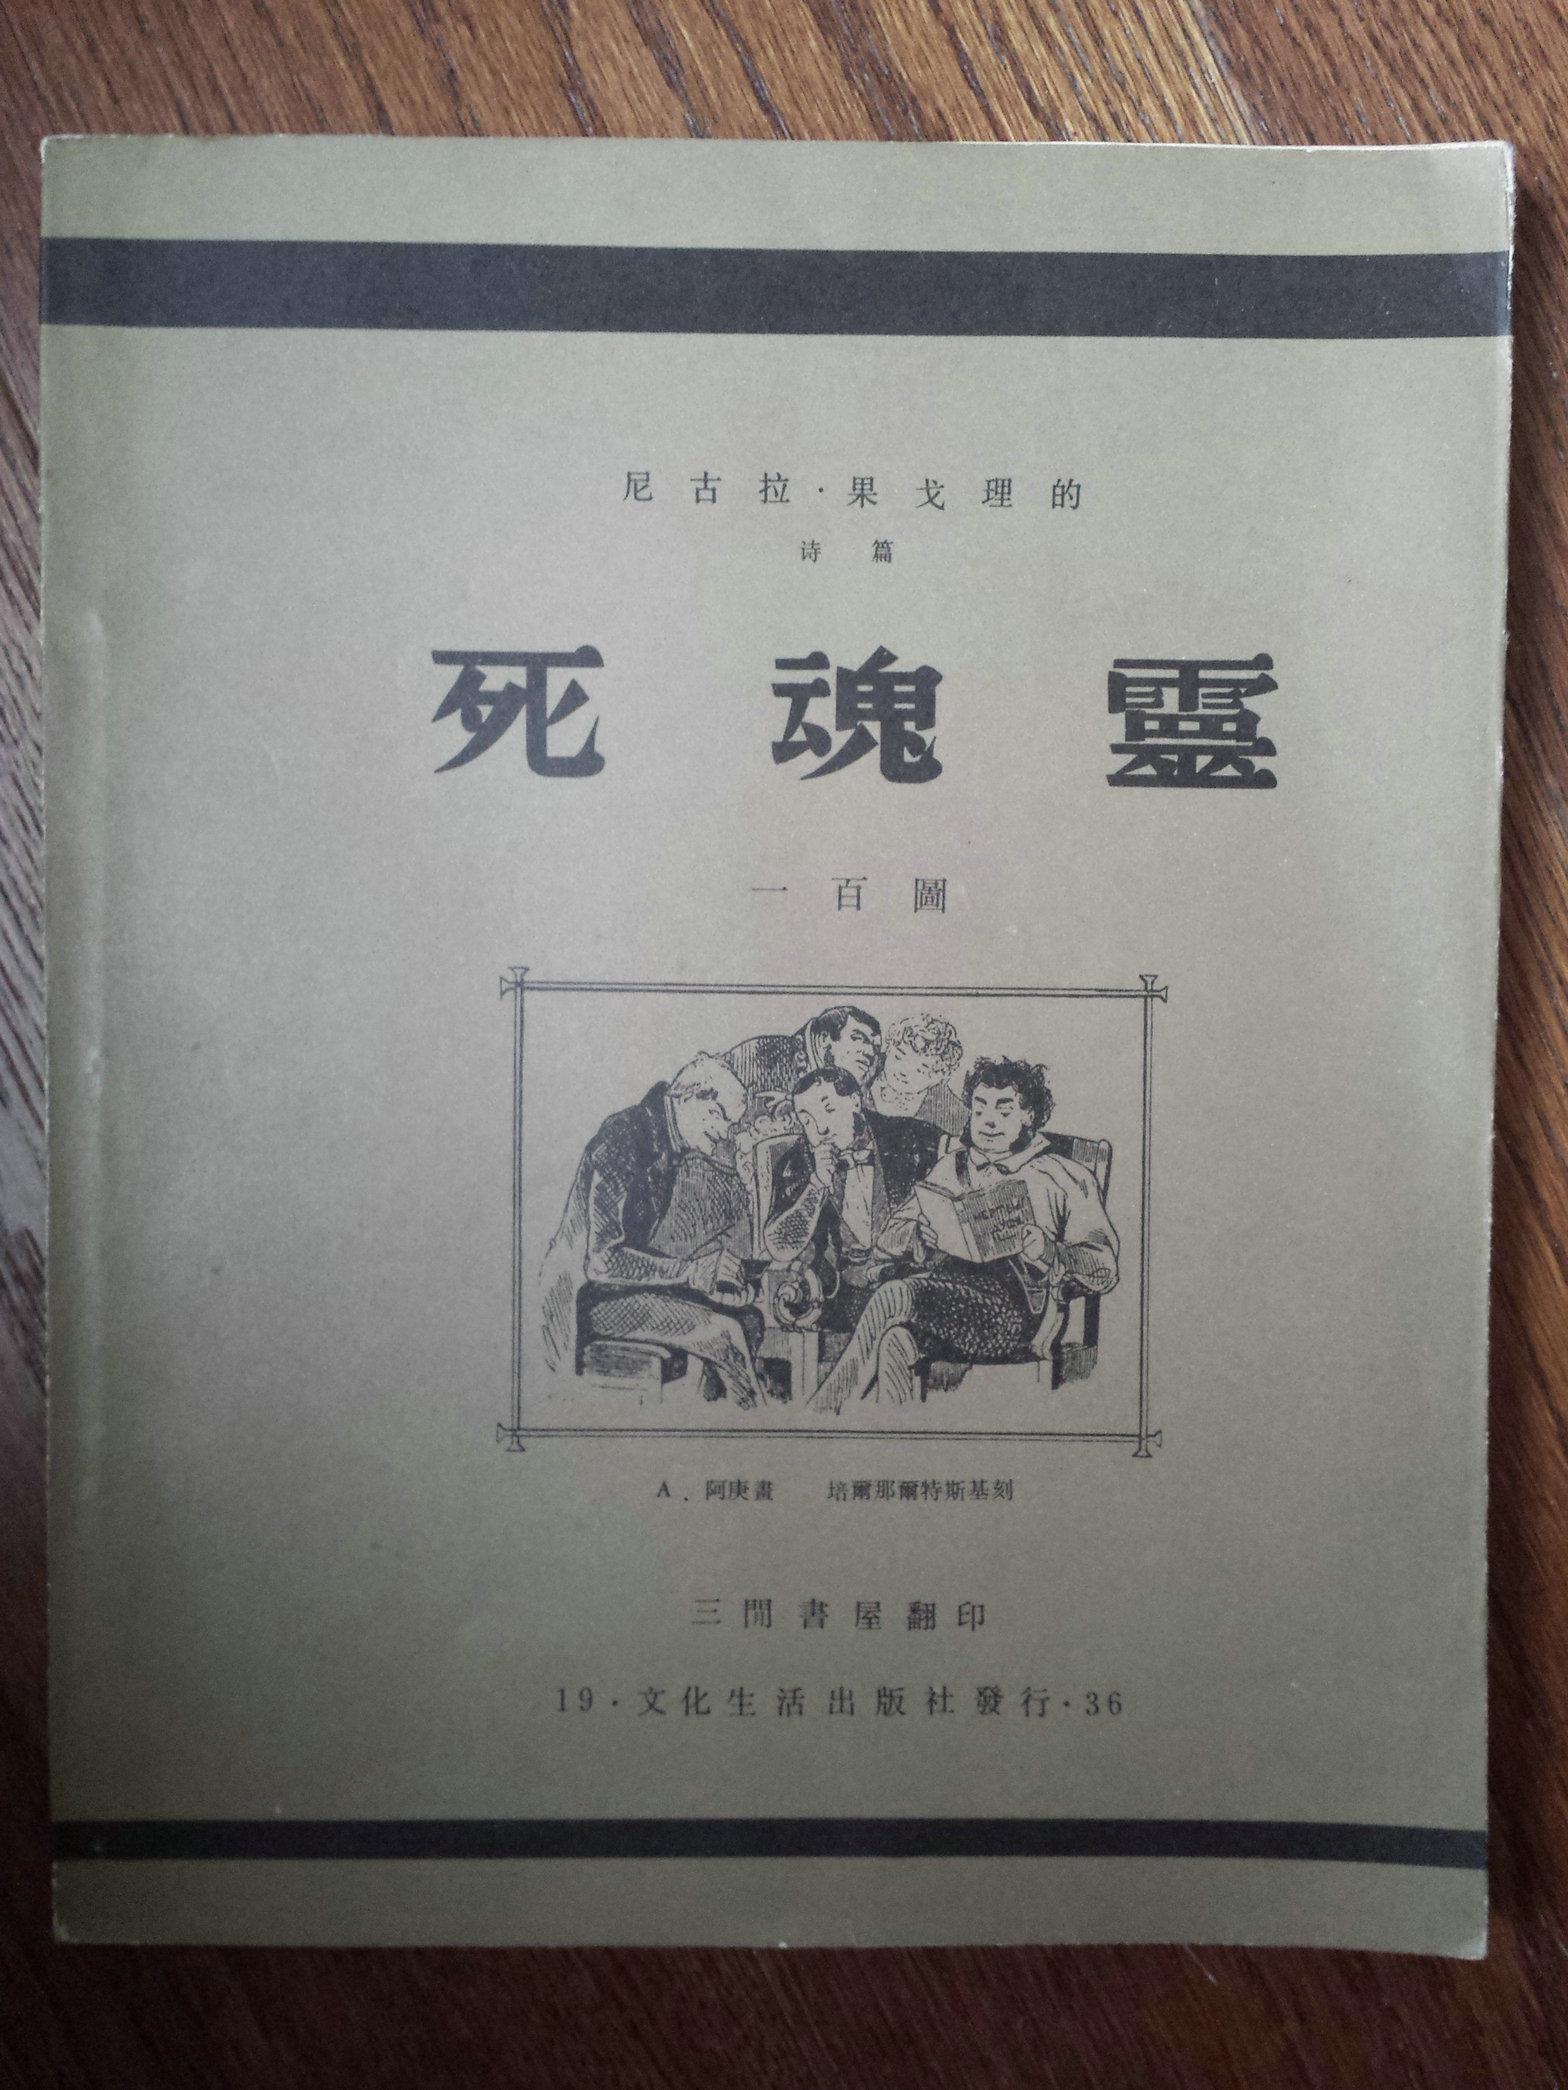 尼古拉·果戈理的
诗篇
死魂靈
一百圖
МЕРТВЫЯ
ДУШИ
A.阿庚畫 培爾那爾特斯基刻
三閒書屋翻印
19·文化生活出版社發行·36